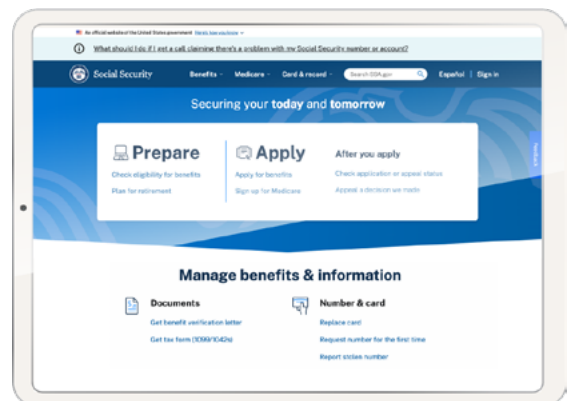 An official website of the United States government Here's how you know
What should I do if I get a call claiming there's a problem with my Social Security number or account?
Social Security Benefits Medicare Card & record Search SSA.gov Español | Sign in
Securing your today and tomorrow
Prepare
Check eligibility for benefits
Plan for retirement
Apply
Apply for benefits
Sign up for Medicare
After you apply
Check application or appeal status
Appeal a decision we made
Feedback
Manage benefits & information
Documents
Get benefit verification letter
Get tax form (1099/1042s)
Number & card
Replace card
Request number for the first time
Report stolen number